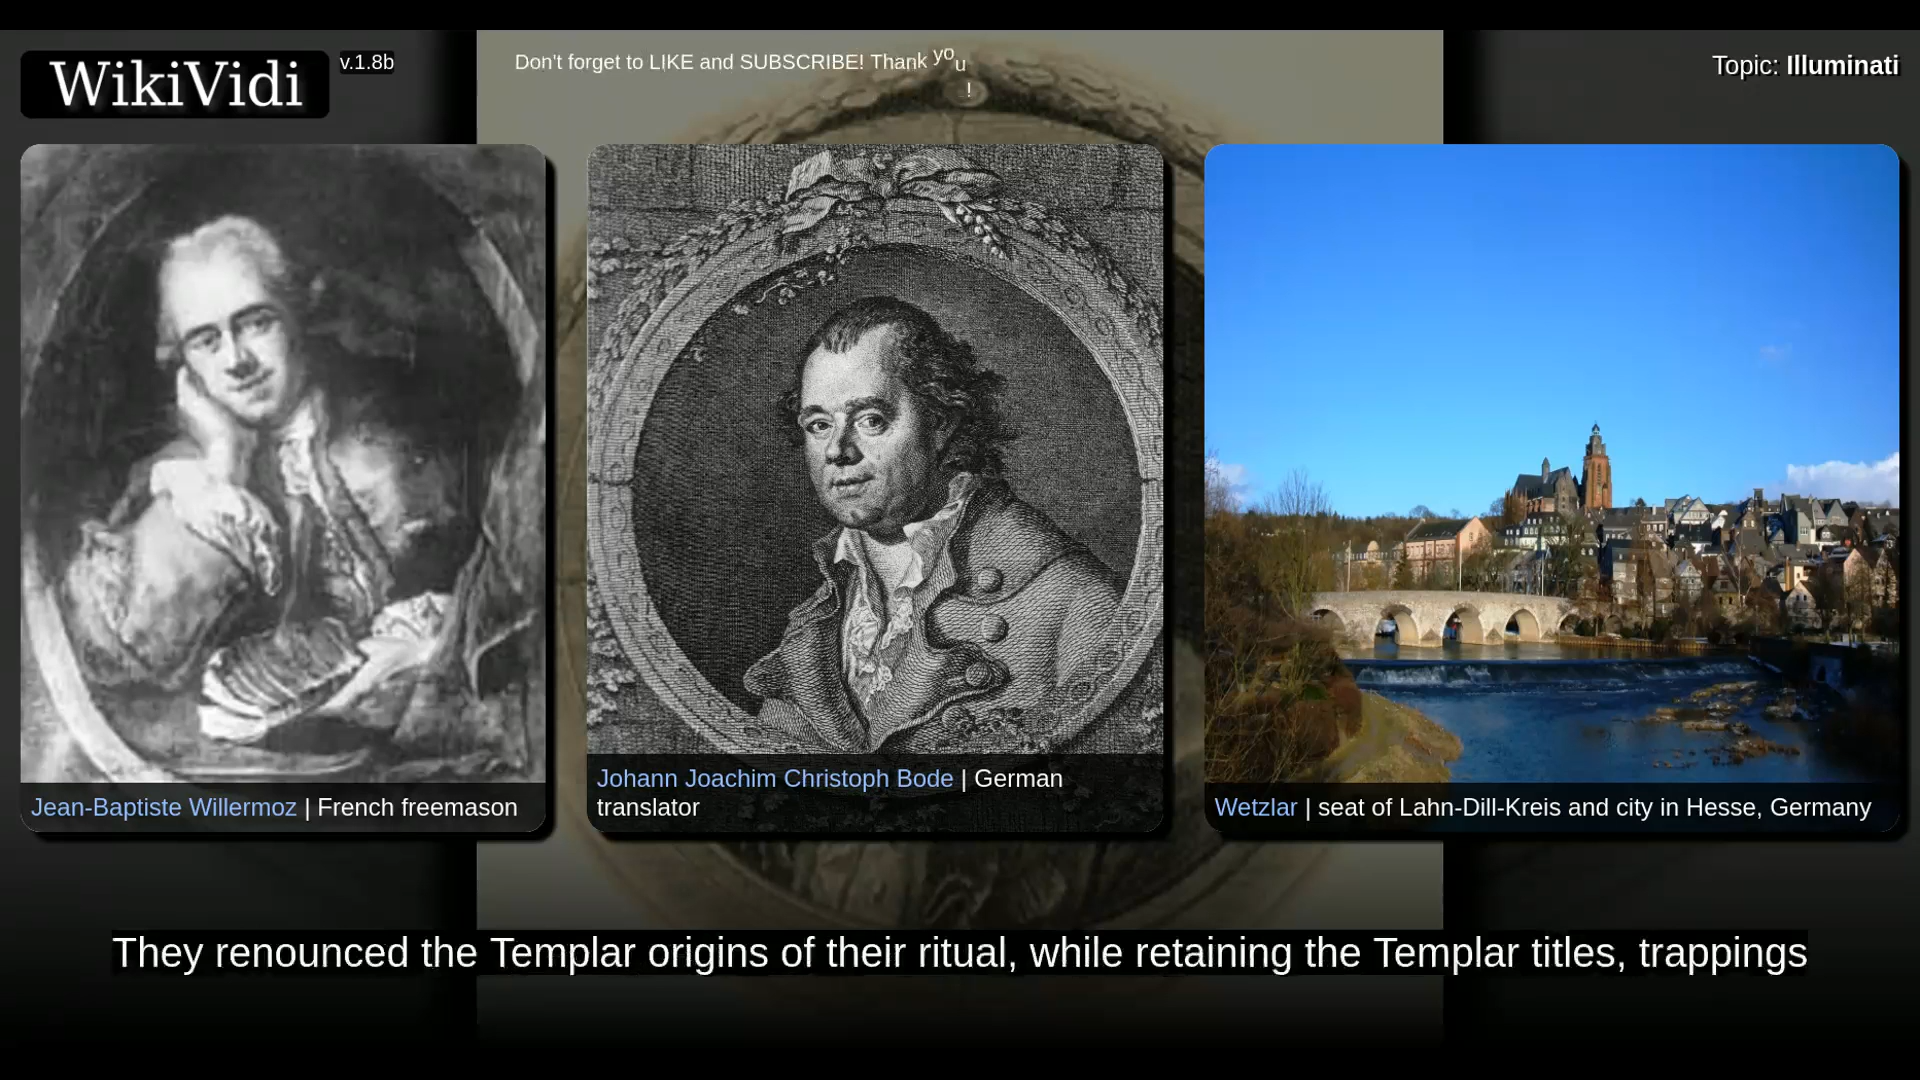 WikiVidi
v.1.8b
Don't forget to LIKE and SUBSCRIBE! Thank you!
Topic: Illuminati
Jean-Baptiste Willermoz | French freemason
Johann Joachim Christoph Bode | German
translator
Wetzlar | seat of Lahn-Dill-Kreis and city in Hesse, Germany
They renounced the Templar origins of their ritual, while retaining the Templar titles, trappings